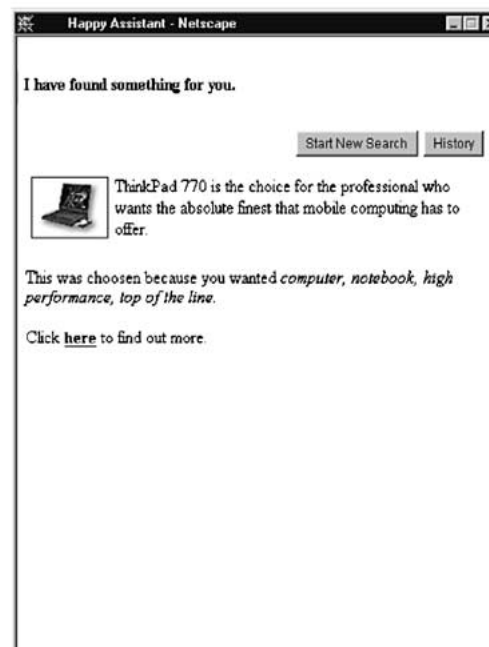 Happy Assistant - Netscape
I have found something for you.
Start New Search History
ThinkPad 770 is the choice for the professional who
wants the absolute finest that mobile computing has to
offer.
This was choosen because you wanted computer, notebook, high
performance, top of the line.
Click here to find out more.